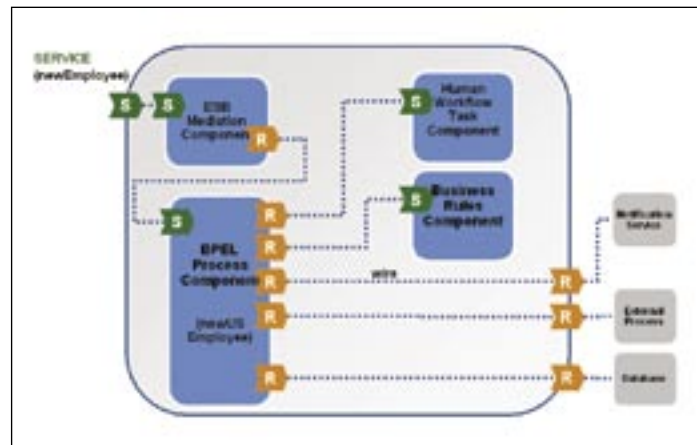 SERVICE
(newEmployee)
S
S
ESB
Mediation
Component
R
Human
Workflow
Task
Component
S
S
Business
Rules
Component
S
BPEL
Process
Component
(newUS
Employee)
R
R
R
R
R
wire
R
R
R
Notification
Service
External
Process
Database